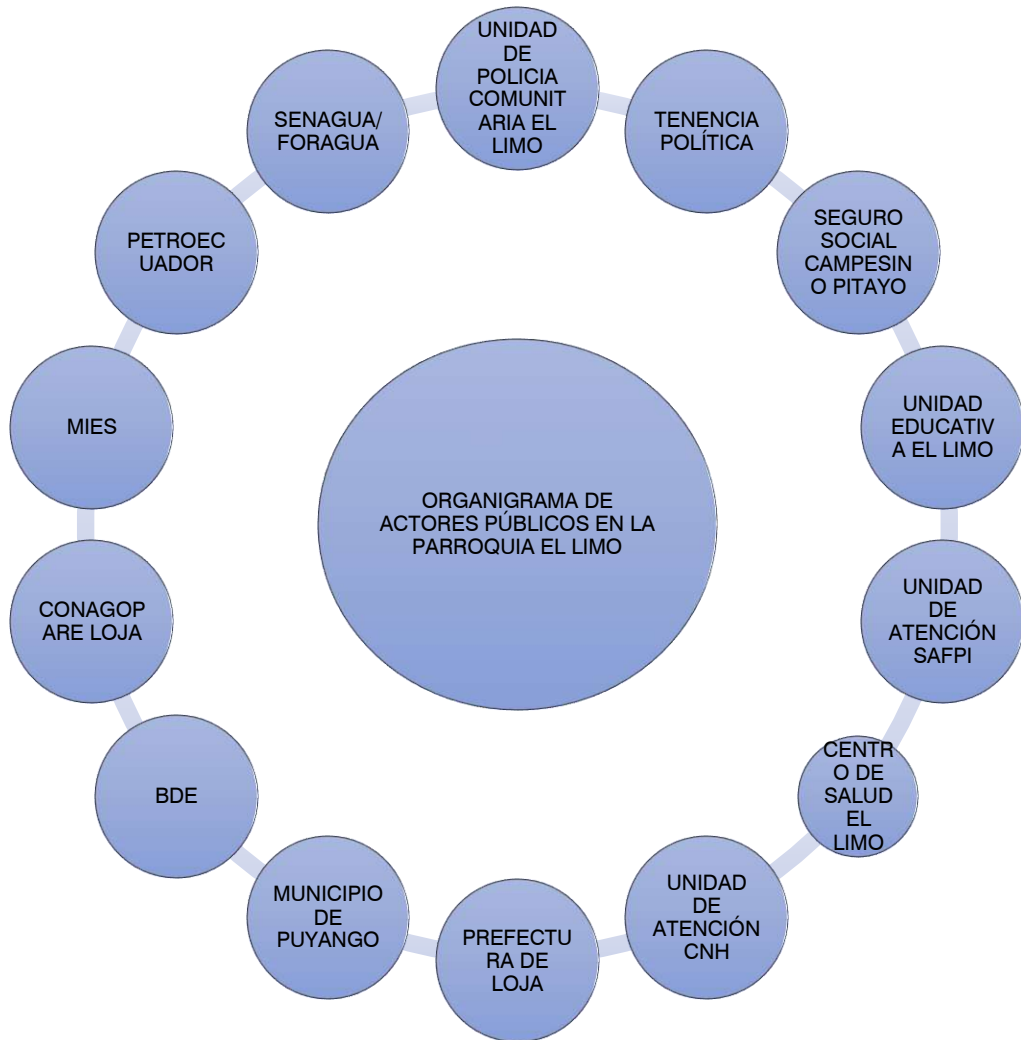 UNIDAD
DE
POLICIA
COMUNIT
ARIA EL
LIMO
TENENCIA
POLÍTICA
SEGURO
SOCIAL
CAMPESIN
O PITAYO
UNIDAD
EDUCATIV
A EL LIMO
UNIDAD
DE
ATENCIÓN
SAFPI
CENTR
O DE
SALUD
EL
LIMO
UNIDAD
DE
ATENCIÓN
CNH
PREFECTU
RA DE
LOJA
MUNICIPIO
DE
PUYANGO
BDE
CONAGOP
ARE LOJA
MIES
PETROEC
UADOR
SENAGUA/
FORAGUA
ORGANIGRAMA DE
ACTORES PÚBLICOS EN LA
PARROQUIA EL LIMO